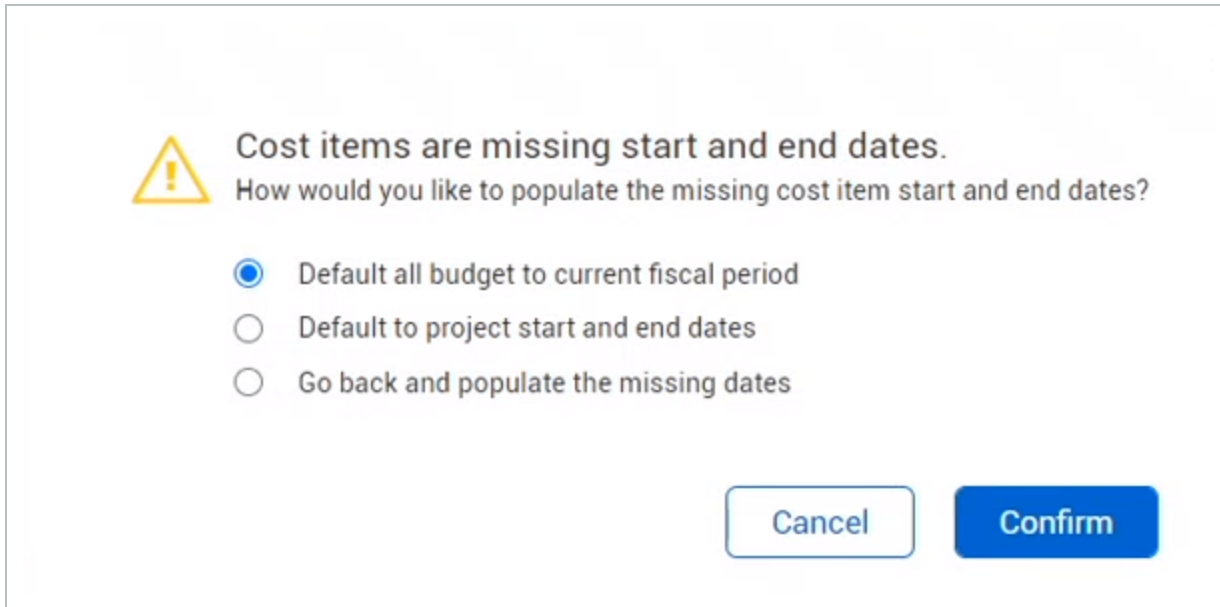 Cost items are missing start and end dates.
How would you like to populate the missing cost item start and end dates?
Default all budget to current fiscal period
Default to project start and end dates
Go back and populate the missing dates
Cancel
Confirm